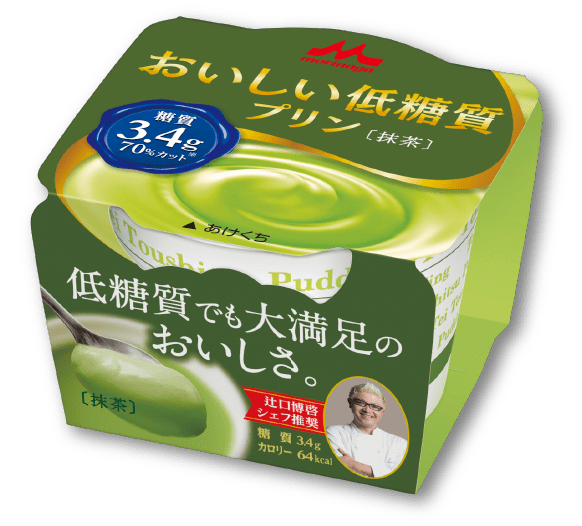 morinaga
おいしい低糖質
プリン
[抹茶]
糖質
3.4g※
70%カット
▲あけくち
Pudd
低糖質でも大満足の
おいしさ。
[抹茶]
辻口博啓
シェフ推奨
糖質 3.4g
カロリー 64kcal